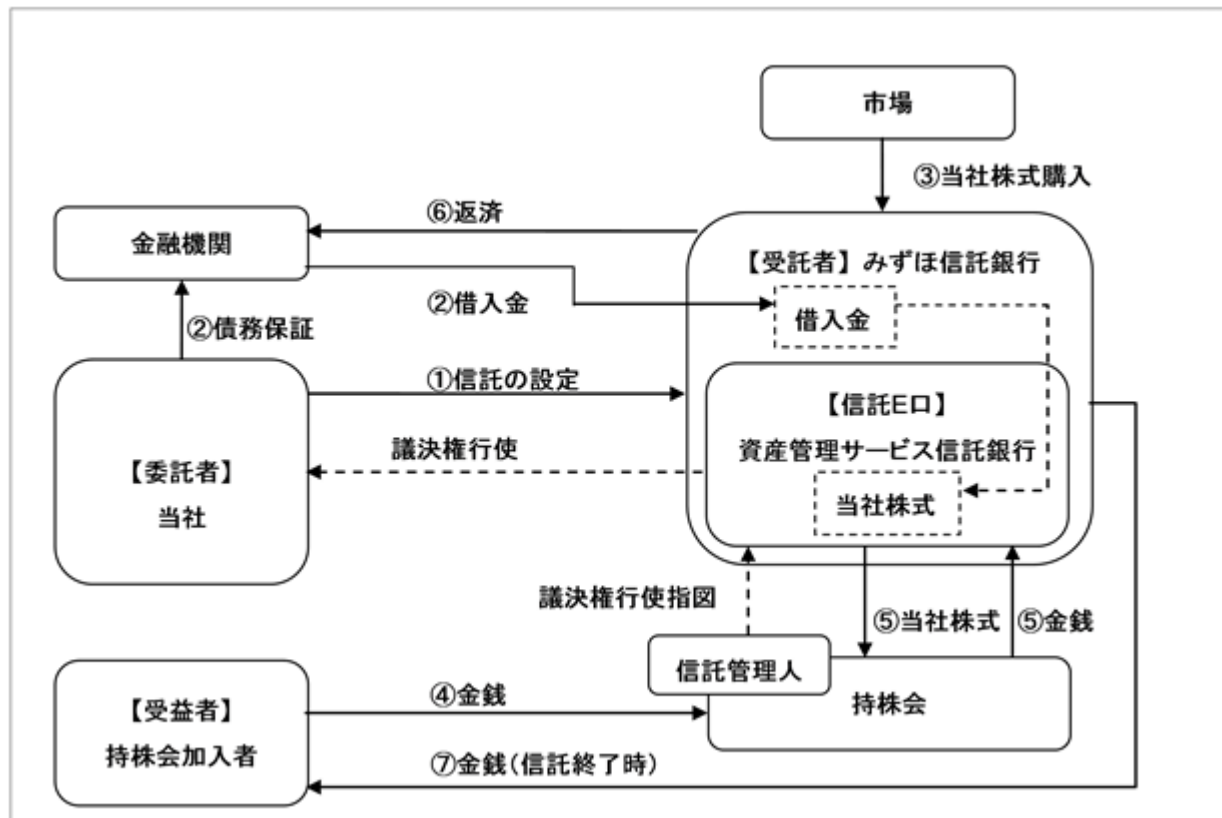 市場
③当社株式購入
⑥返済
金融機関
【受託者】みずほ信託銀行
②借入金
借入金
②債務保証
①信託の設定
【信託E口】
資産管理サービス信託銀行
議決権行使
【委託者】
当社
当社株式
議決権行使指図
⑤当社株式
⑤金銭
信託管理人
持株会
④金銭
【受益者】
持株会加入者
⑦金銭(信託終了時)